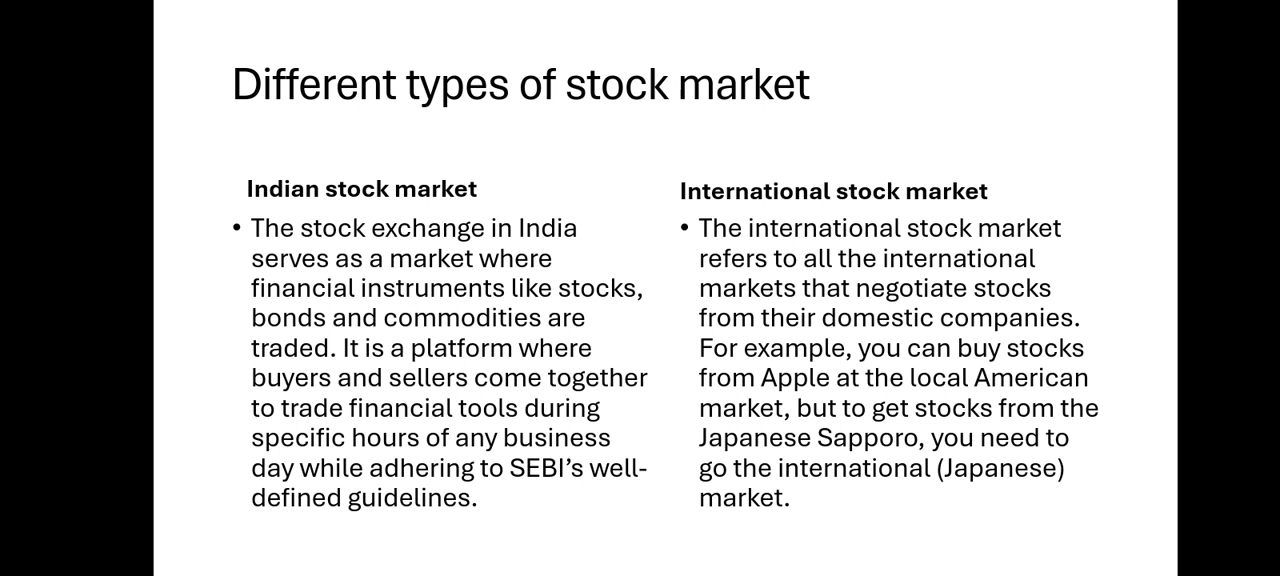 Different types of stock market
Indian stock market
• The stock exchange in India
serves as a market where
financial instruments like stocks,
bonds and commodities are
traded. It is a platform where
buyers and sellers come together
to trade financial tools during
specific hours of any business
day while adhering to SEBI’s well-
defined guidelines.
International stock market
• The international stock market
refers to all the international
markets that negotiate stocks
from their domestic companies.
For example, you can buy stocks
from Apple at the local American
market, but to get stocks from the
Japanese Sapporo, you need to
go the international (Japanese)
market.